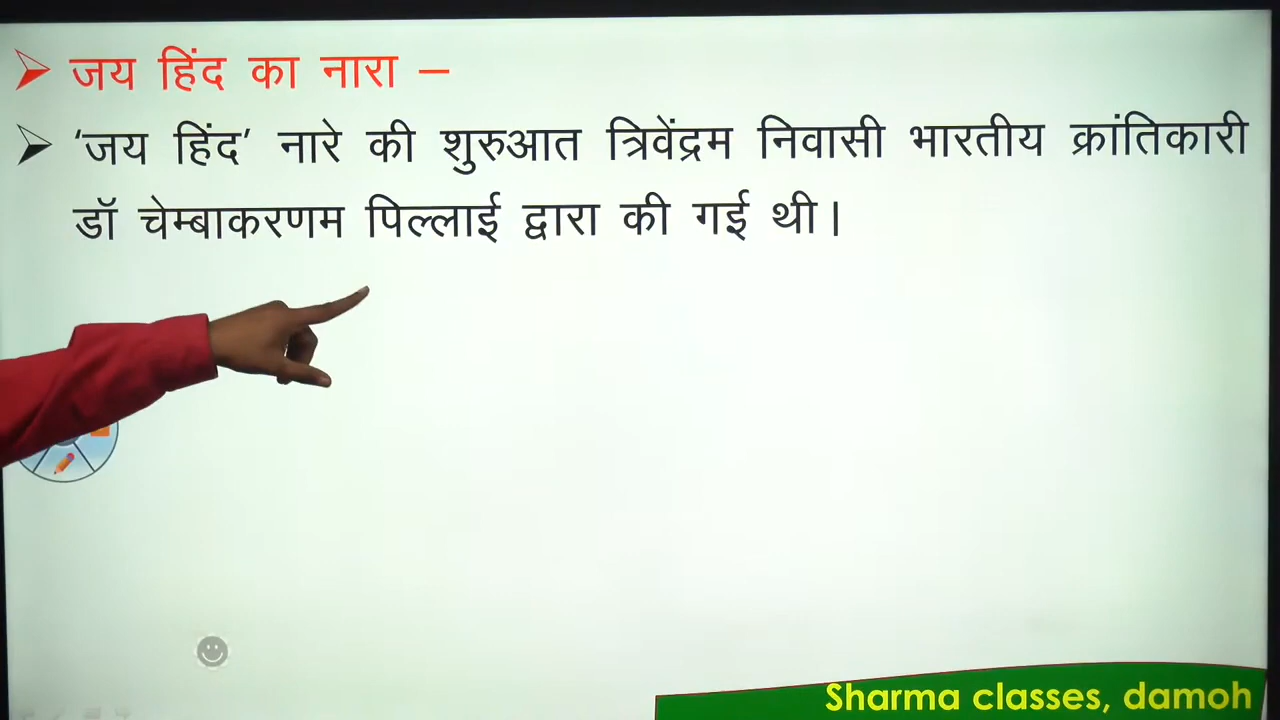 जय हिंद का नारा –
'जय हिंद' नारे की शुरुआत त्रिवेंद्रम निवासी भारतीय क्रांतिकारी
डॉ चेम्बाकरणम पिल्लाई द्वारा की गई थी।
Sharma classes, damoh